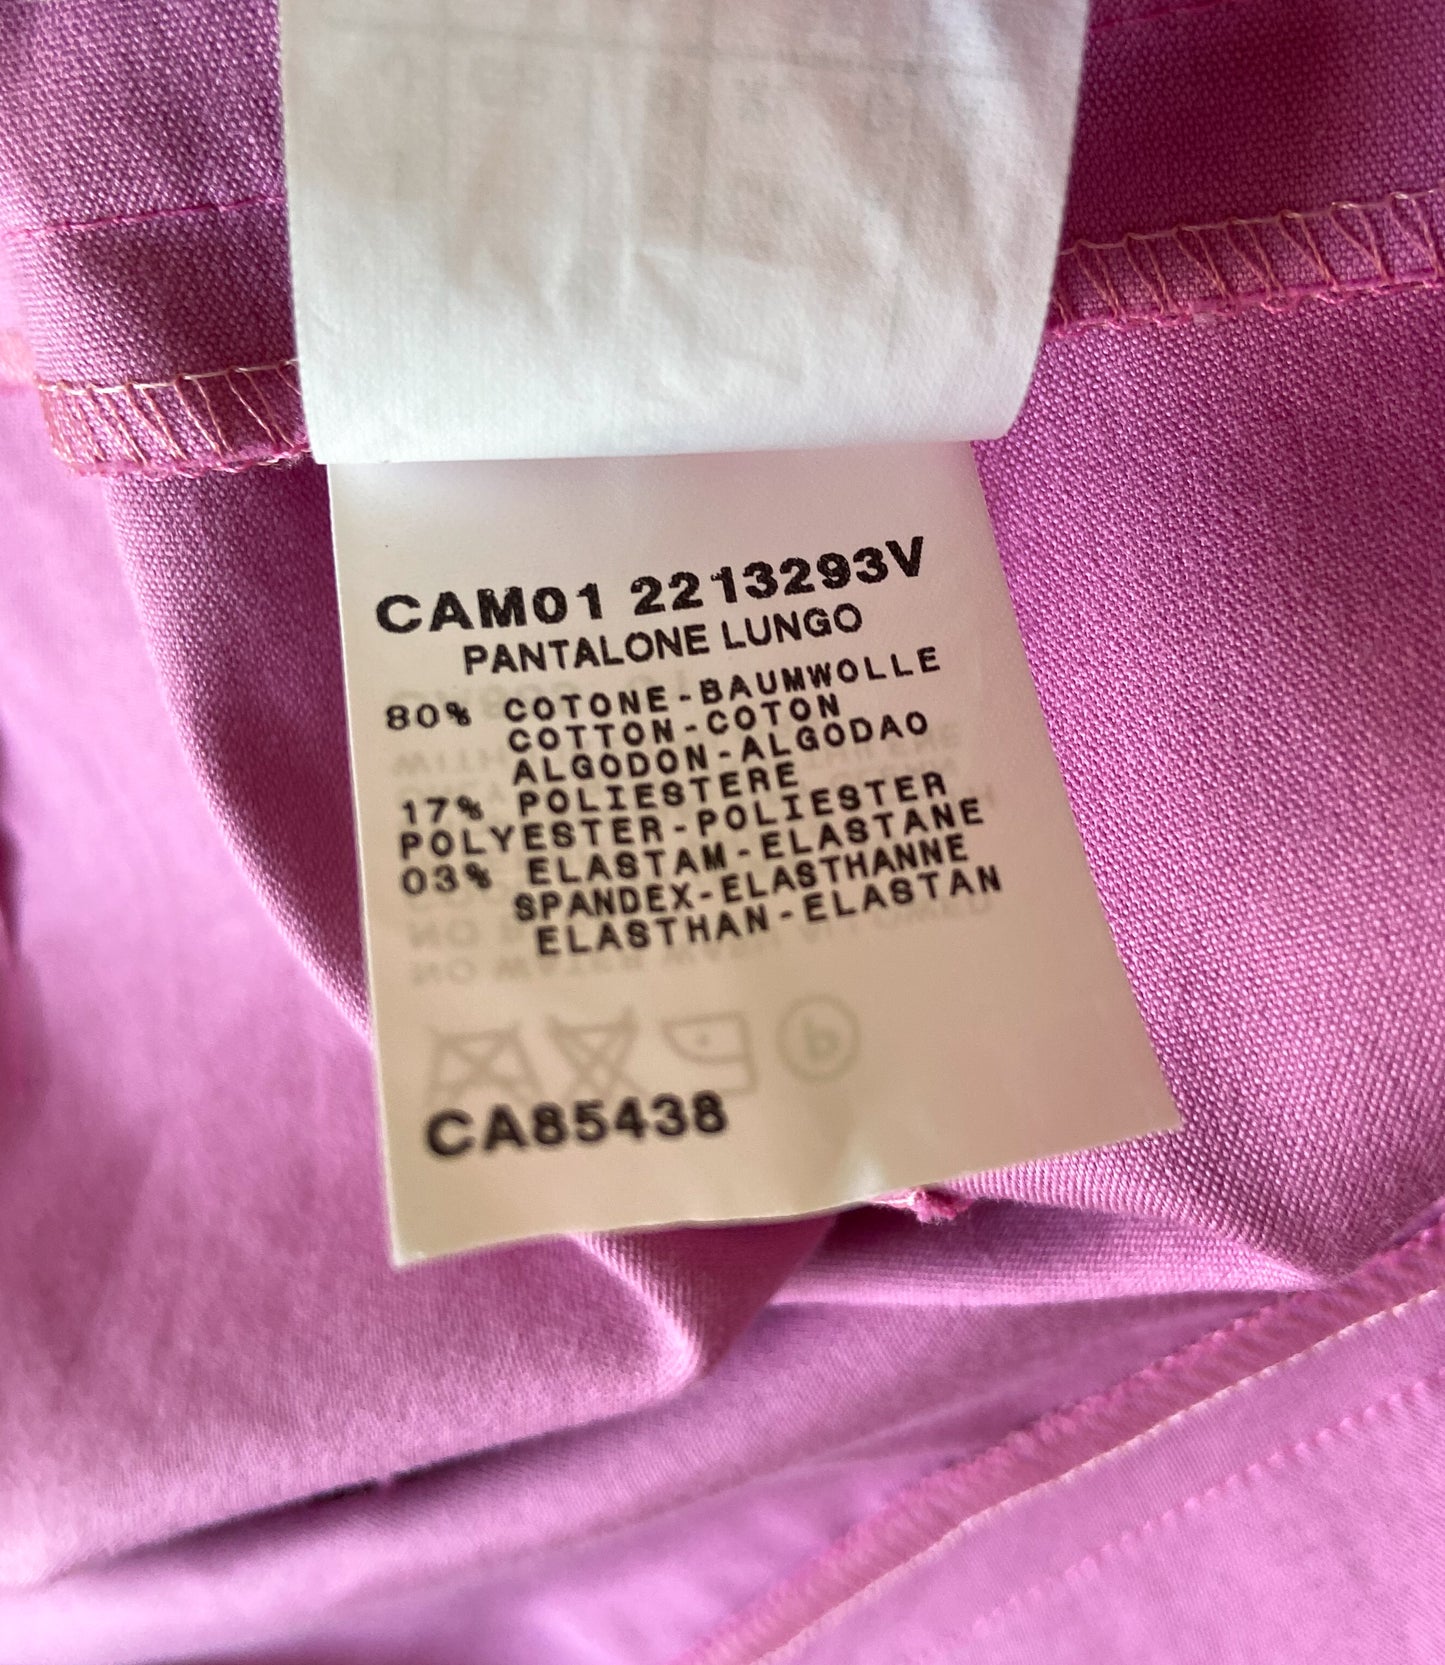 CAM01 2213293V
PANTALONE LUNGO
80% COTONE-BAUMWOLLE
COTTON-COTON
ALGODON-ALGODAO
17% POLIESTERE
POLYESTER-POLIESTER
03% ELASTAM-ELASTANE
SPANDEX-ELASTHANNE
ELASTHAN-ELASTAN
CA85438